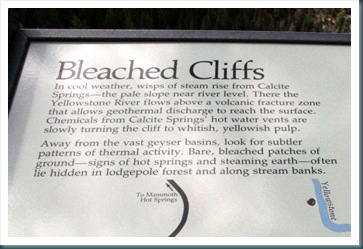 Bleached Cliffs
In cool weather, wisps of steam rise from Calcite
Springs—the pale slope near river level. There the
Yellowstone River flows above a volcanic fracture zone
that allows geothermal discharge to reach the surface.
Chemicals from Calcite Springs' hot water vents are
slowly turning the cliff to whitish, yellowish pulp.
Away from the vast geyser basins, look for subtler
patterns of thermal activity. Bare, bleached patches of
ground—signs of hot springs and steaming earth—often
lie hidden in lodgepole forest and along stream banks.
To Mammoth
Hot Springs
Yellowstone